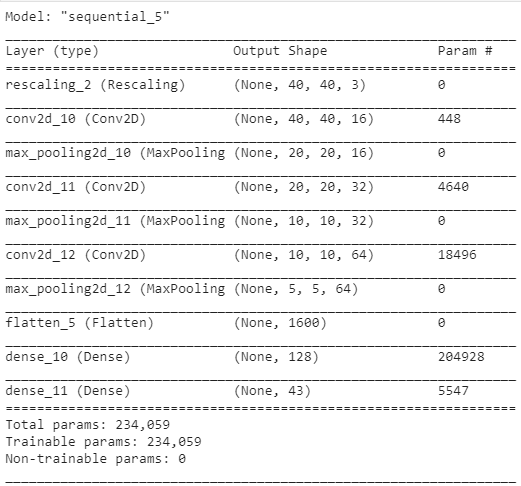 Model: "sequential_5"
Layer (type) Output Shape Param #
rescaling_2 (Rescaling) (None, 40, 40, 3) 0
conv2d_10 (Conv2D) (None, 40, 40, 16) 448
max_pooling2d_10 (MaxPooling (None, 20, 20, 16) 0
conv2d_11 (Conv2D) (None, 20, 20, 32) 4640
max_pooling2d_11 (MaxPooling (None, 10, 10, 32) 0
conv2d_12 (Conv2D) (None, 10, 10, 64) 18496
max_pooling2d_12 (MaxPooling (None, 5, 5, 64) 0
flatten_5 (Flatten) (None, 1600) 0
dense_10 (Dense) (None, 128) 204928
dense_11 (Dense) (None, 43) 5547
Total params: 234,059
Trainable params: 234,059
Non-trainable params: 0